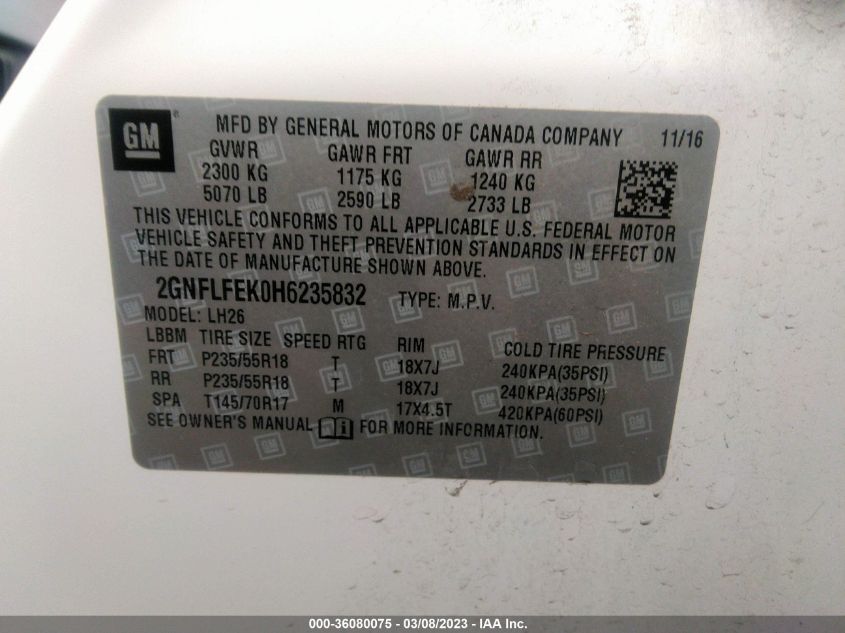 GM ® MFD BY GENERAL MOTORS OF CANADA COMPANY 11/16
GVWR GAWR FRT GAWR RR
2300 KG 1175 KG 1240 KG
5070 LB 2590 LB 2733 LB
THIS VEHICLE CONFORMS TO ALL APPLICABLE U.S. FEDERAL MOTOR
VEHICLE SAFETY AND THEFT PREVENTION STANDARDS IN EFFECT ON
THE DATE OF MANUFACTURE SHOWN ABOVE.
2GNFLFEK0H6235832 TYPE: M.P.V.
MODEL: LH26
LBBM TIRE SIZE SPEED RTG RIM COLD TIRE PRESSURE
FRT P235/55R18 T 18X7J 240KPA(35PSI)
RR P235/55R18 T 18X7J 240KPA(35PSI)
SPA T145/70R17 M 17X4.5T 420KPA(60PSI)
SEE OWNER'S MANUAL FOR MORE INFORMATION.
000-36080075 - 03/08/2023 - IAA Inc.